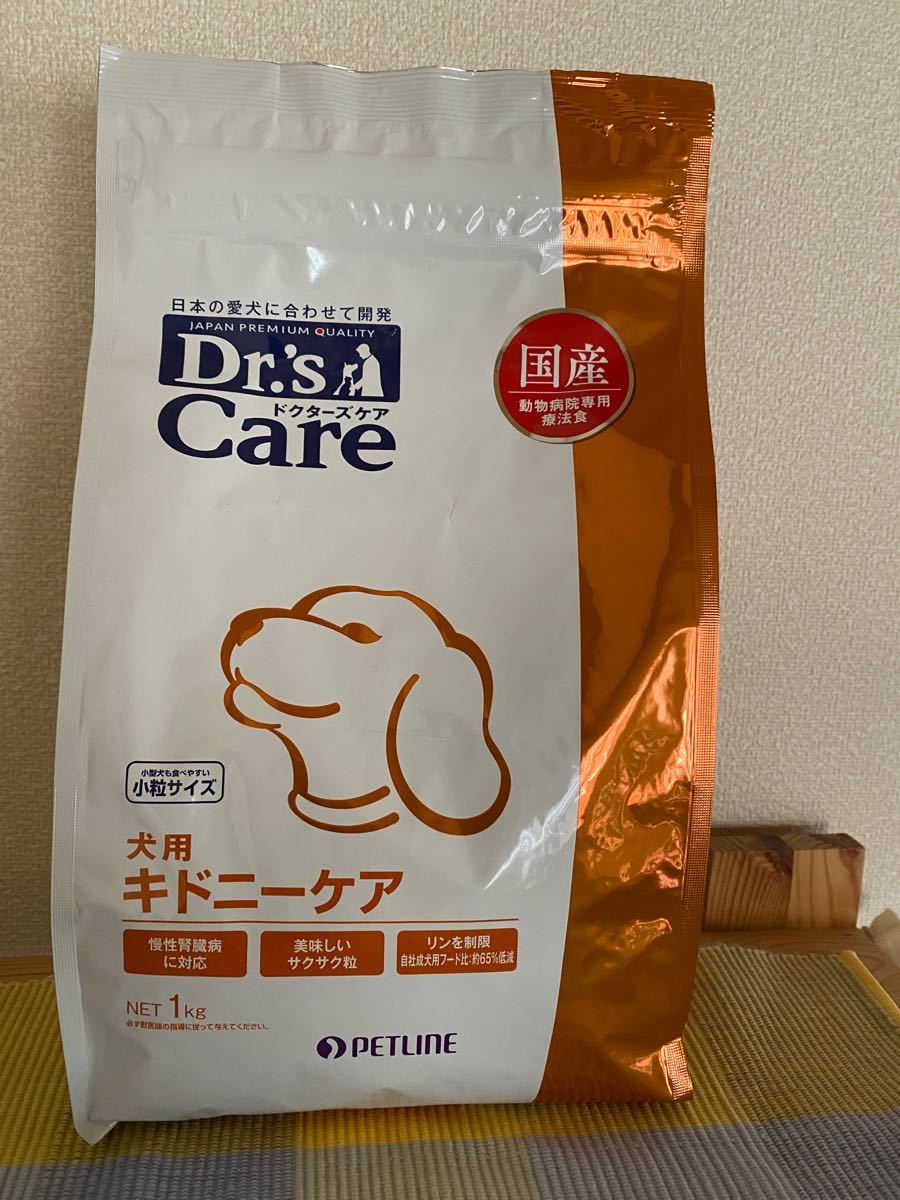 日本の愛犬に合わせて開発
JAPAN PREMIUM QUALITY
Dr.'s
ドクターズケア
Care
国産
動物病院専用
療法食
小型犬も食べやすい
小粒サイズ
犬用
キドニーケア
慢性腎臓病
に対応
美味しい
サクサク粒
リンを制限
自社成犬用フード比：約65%低減
NET 1kg
必ず獣医師の指導に従って与えてください。
PETLINE